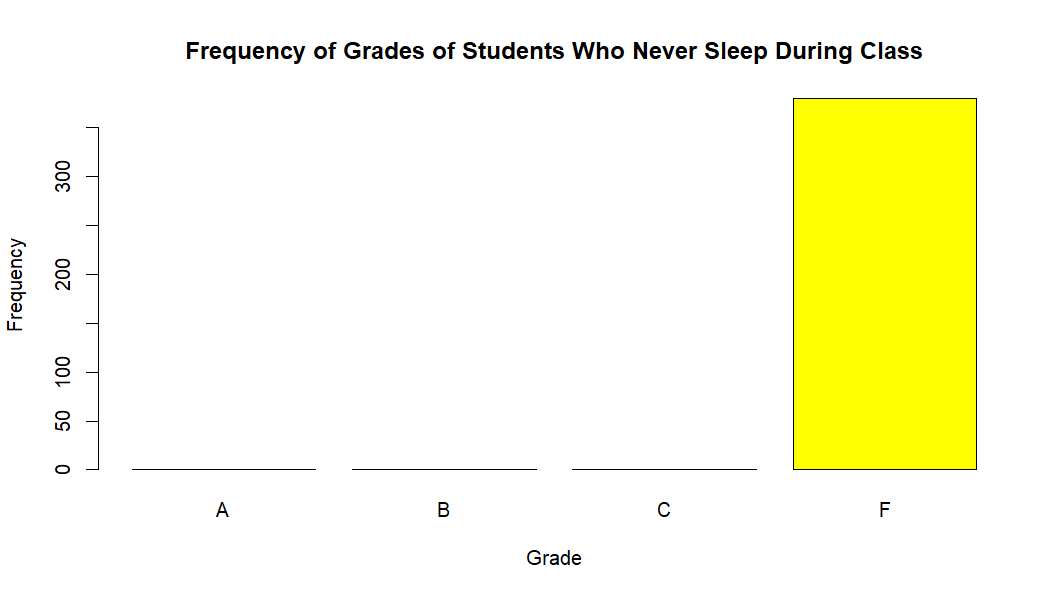 Frequency of Grades of Students Who Never Sleep During Class
Frequency
300
200
100
50
0
A B C F
Grade